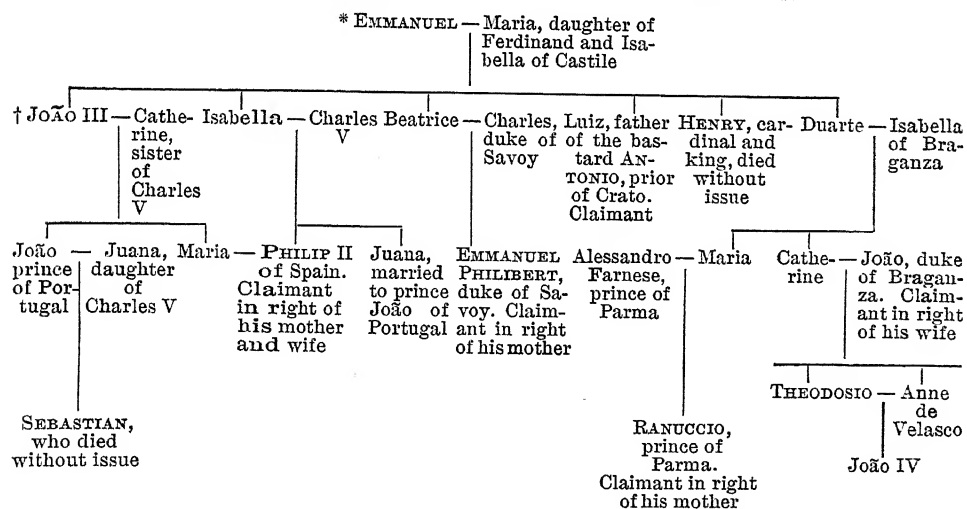 * EMMANUEL — Maria, daughter of
Ferdinand and Isa-
bella of Castile
† JOÃO III — Cathe-
rine,
sister
of
Charles
V
Isabella — Charles
V
Beatrice — Charles,
duke of
Savoy
Luiz, father
of the bas-
tard AN-
TONIO, prior
of Crato.
Claimant
HENRY, car-
dinal and
king, died
without
issue
Duarte — Isabella
of Bra-
ganza
João
prince
of Por-
tugal
— Juana,
daughter
of
Charles V
Maria — PHILIP II
of Spain.
Claimant
in right of
his mother
and wife
Juana,
married
to prince
João of
Portugal
EMMANUEL
PHILIBERT,
duke of Sa-
voy. Claim-
ant in right
of his mother
Alessandro — Maria
Farnese,
prince of
Parma
Cathe-
rine
— João, duke
of Bragan-
za. Claim-
ant in right
of his wife
SEBASTIAN,
who died
without issue
RANUCCIO,
prince of
Parma.
Claimant in right
of his mother
THEODOSIO — Anne
de
Velasco
João IV